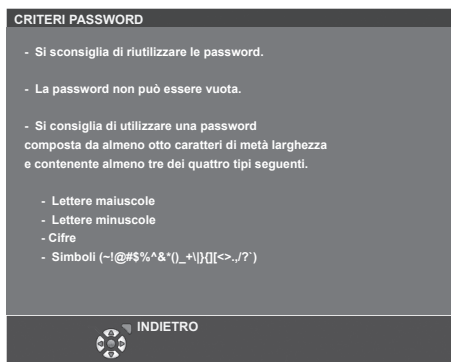 CRITERI PASSWORD
- Si sconsiglia di riutilizzare le password.
- La password non può essere vuota.
- Si consiglia di utilizzare una password
composta da almeno otto caratteri di metà larghezza
e contenente almeno tre dei quattro tipi seguenti.
- Lettere maiuscole
- Lettere minuscole
- Cifre
- Simboli (~!@#$%^&*()_+\|}{][<>.,/?`)
INDIETRO